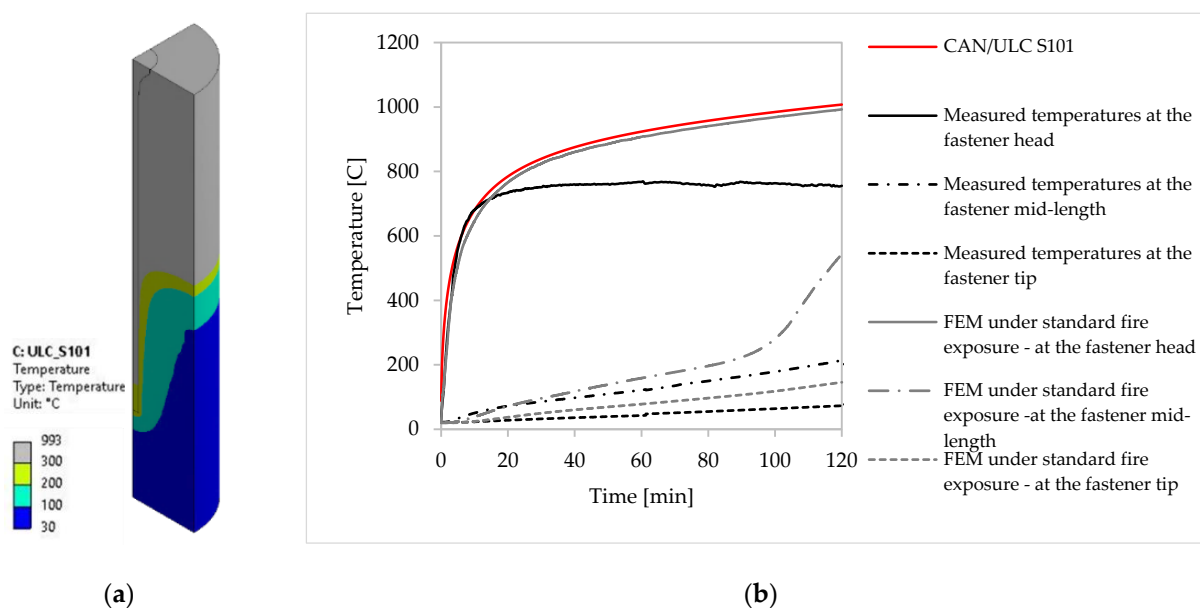 C: ULC_S101
Temperature
Type: Temperature
Unit: °C
993
300
200
100
30
(a)
1200
1000
800
600
400
200
0
Temperature [C]
0
20
40
60
80
100
120
Time [min]
CAN/ULC S101
Measured temperatures at the
fastener head
Measured temperatures at the
fastener mid-length
Measured temperatures at the
fastener tip
FEM under standard fire
exposure - at the fastener head
FEM under standard fire
exposure -at the fastener mid-
length
FEM under standard fire
exposure - at the fastener tip
(b)